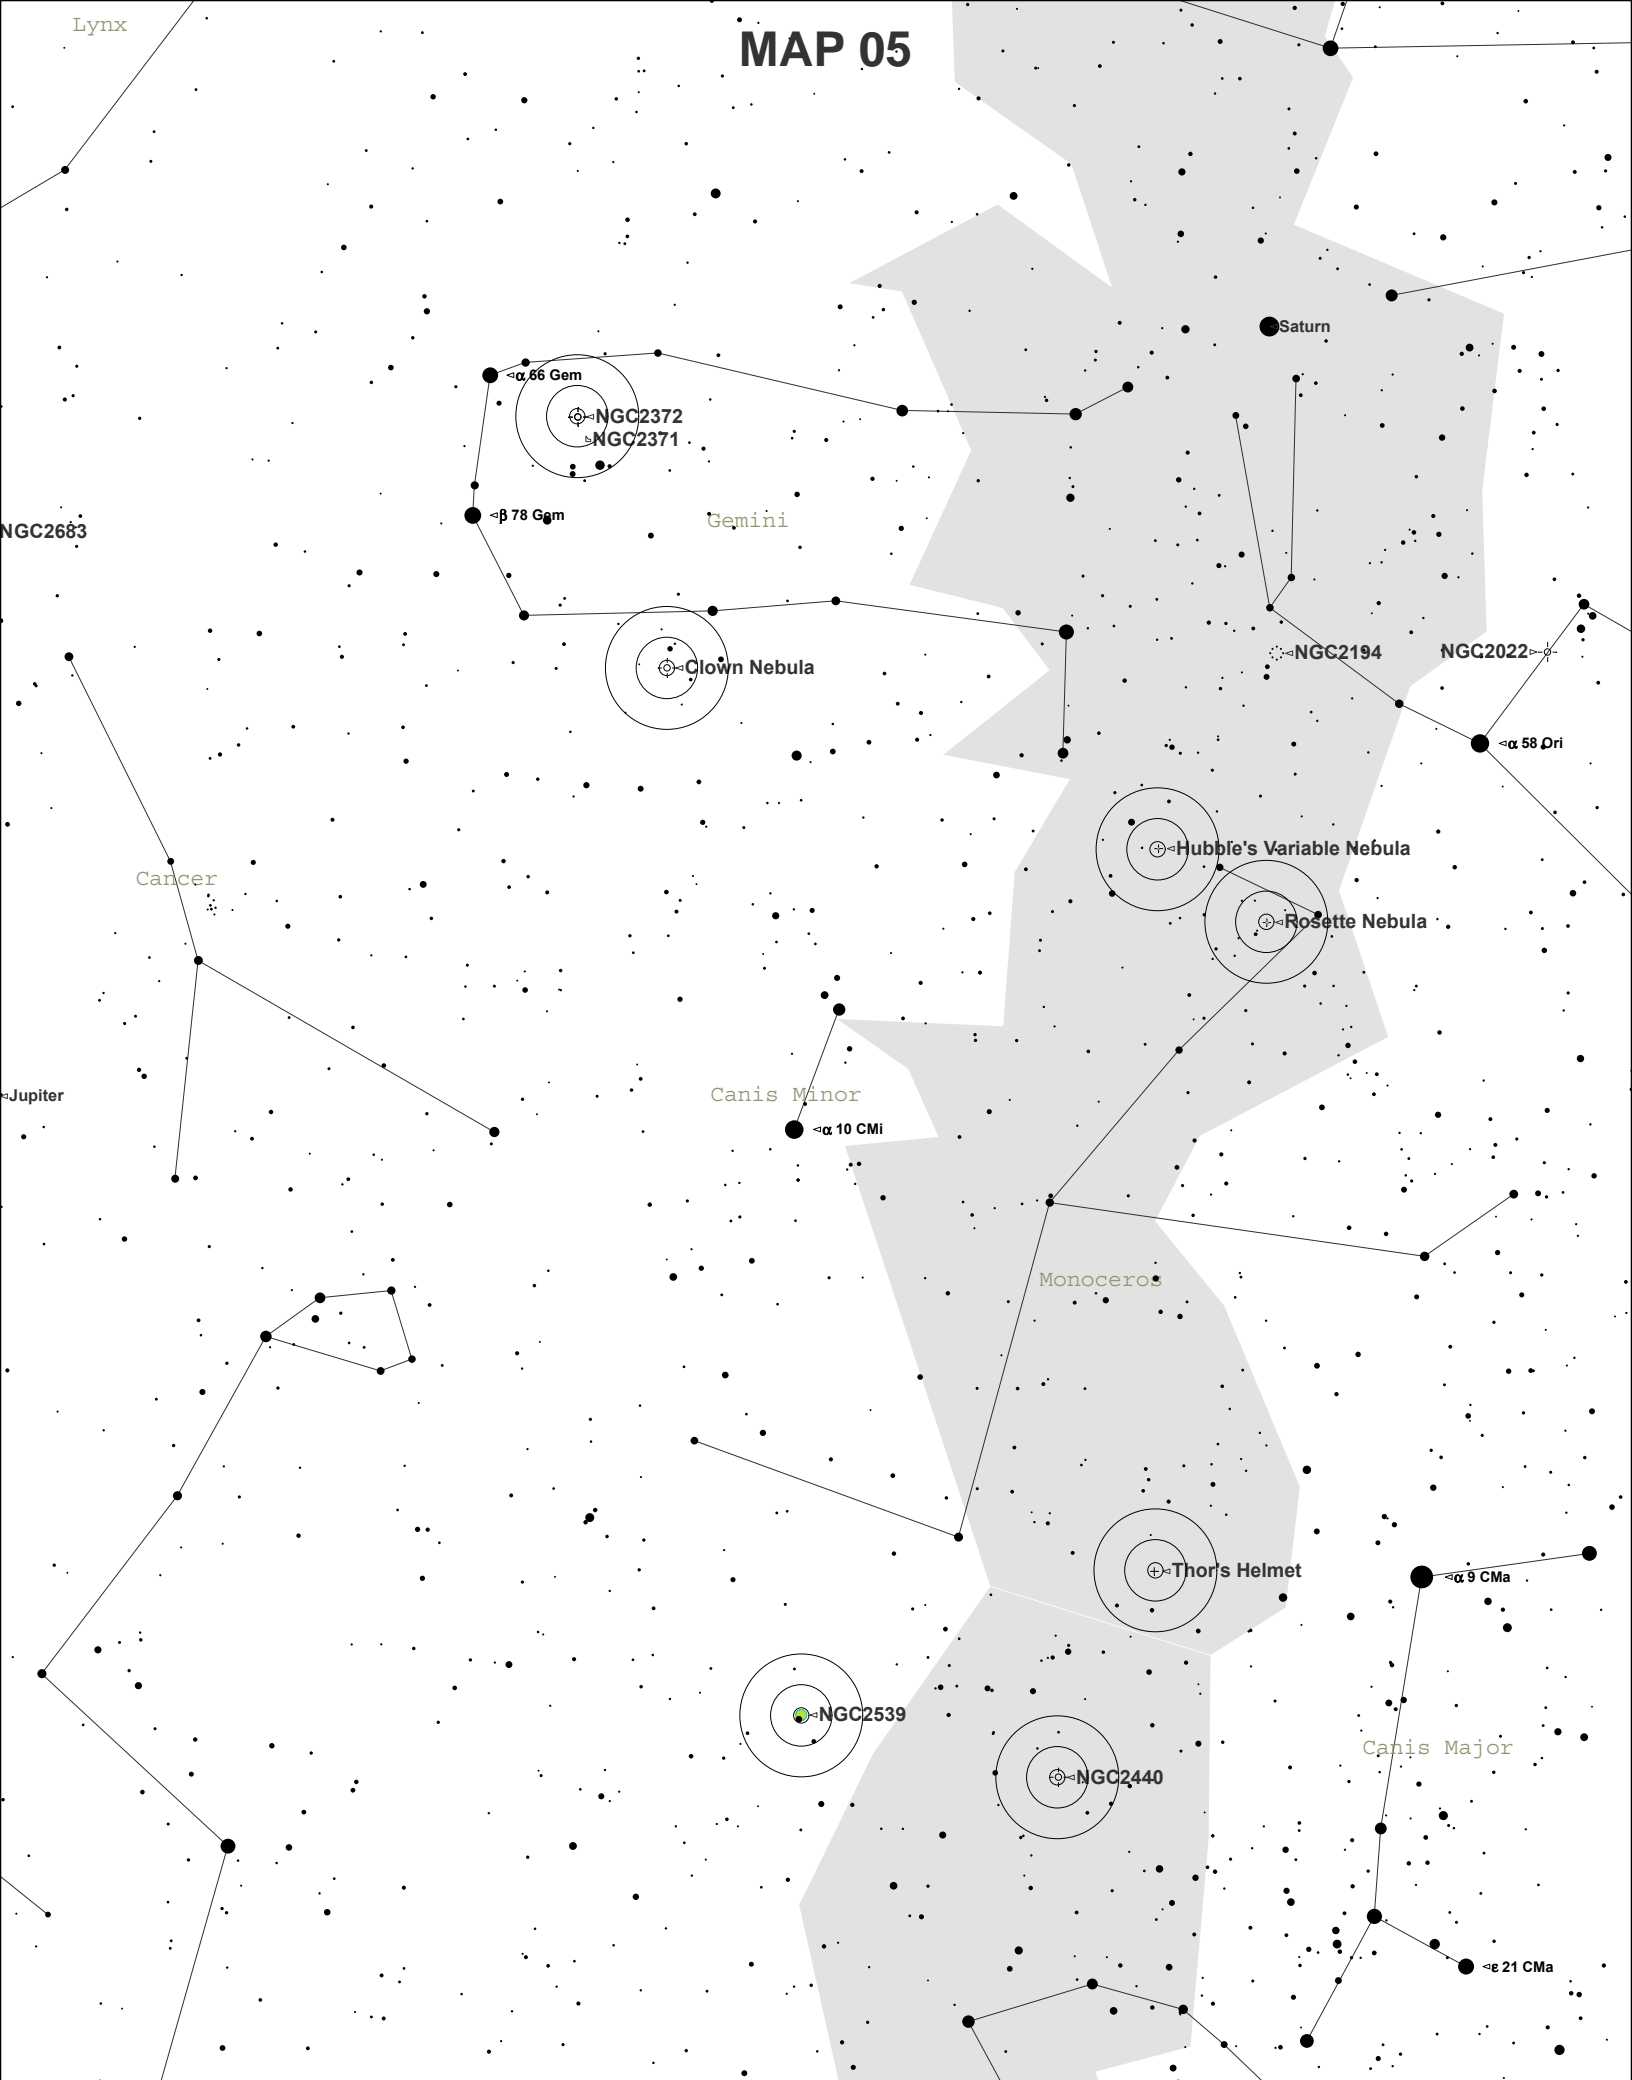 Lynx
MAP 05
Saturn
α 66 Gem
NGC2372
NGC2371
β 78 Gem
Gemini
NGC2683
NGC2194
NGC2022
Clown Nebula
α 58 Ori
Hubble's Variable Nebula
Cancer
Rosette Nebula
Canis Minor
Jupiter
α 10 CMi
Monoceros
Thor's Helmet
α 9 CMa
NGC2539
Canis Major
NGC2440
ε 21 CMa